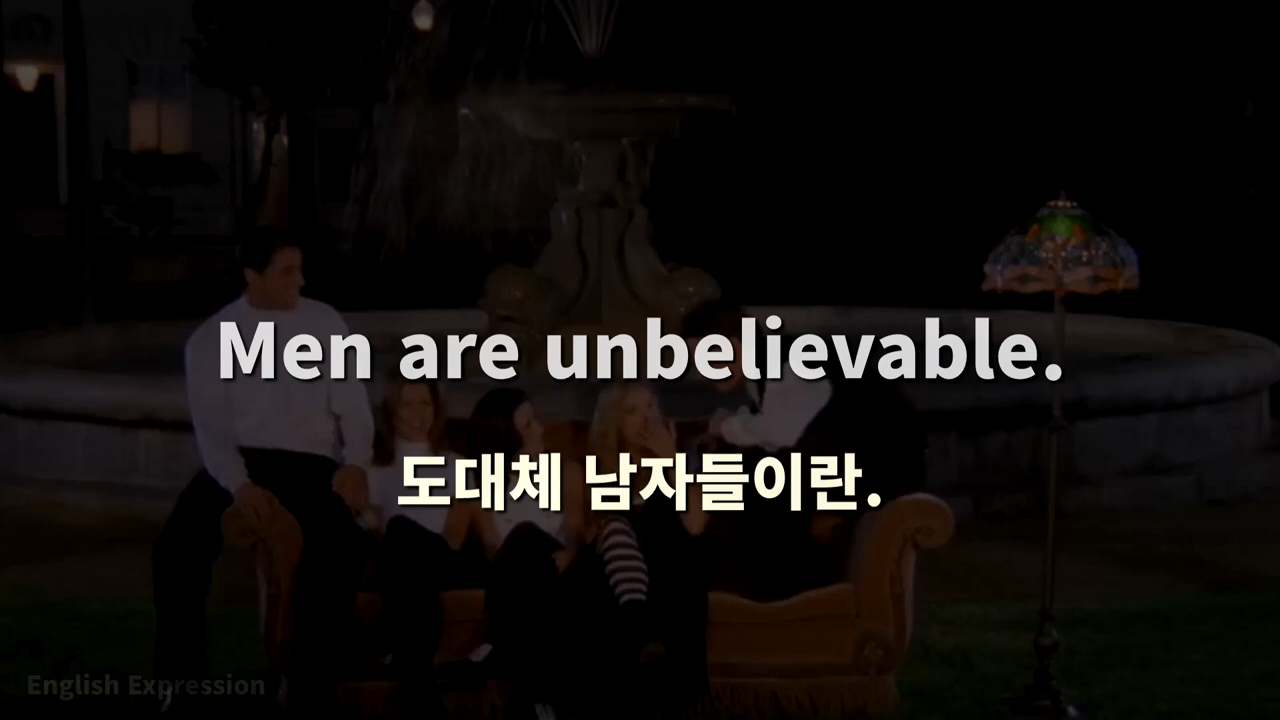 Men are unbelievable.
도대체 남자들이란.
English Expression